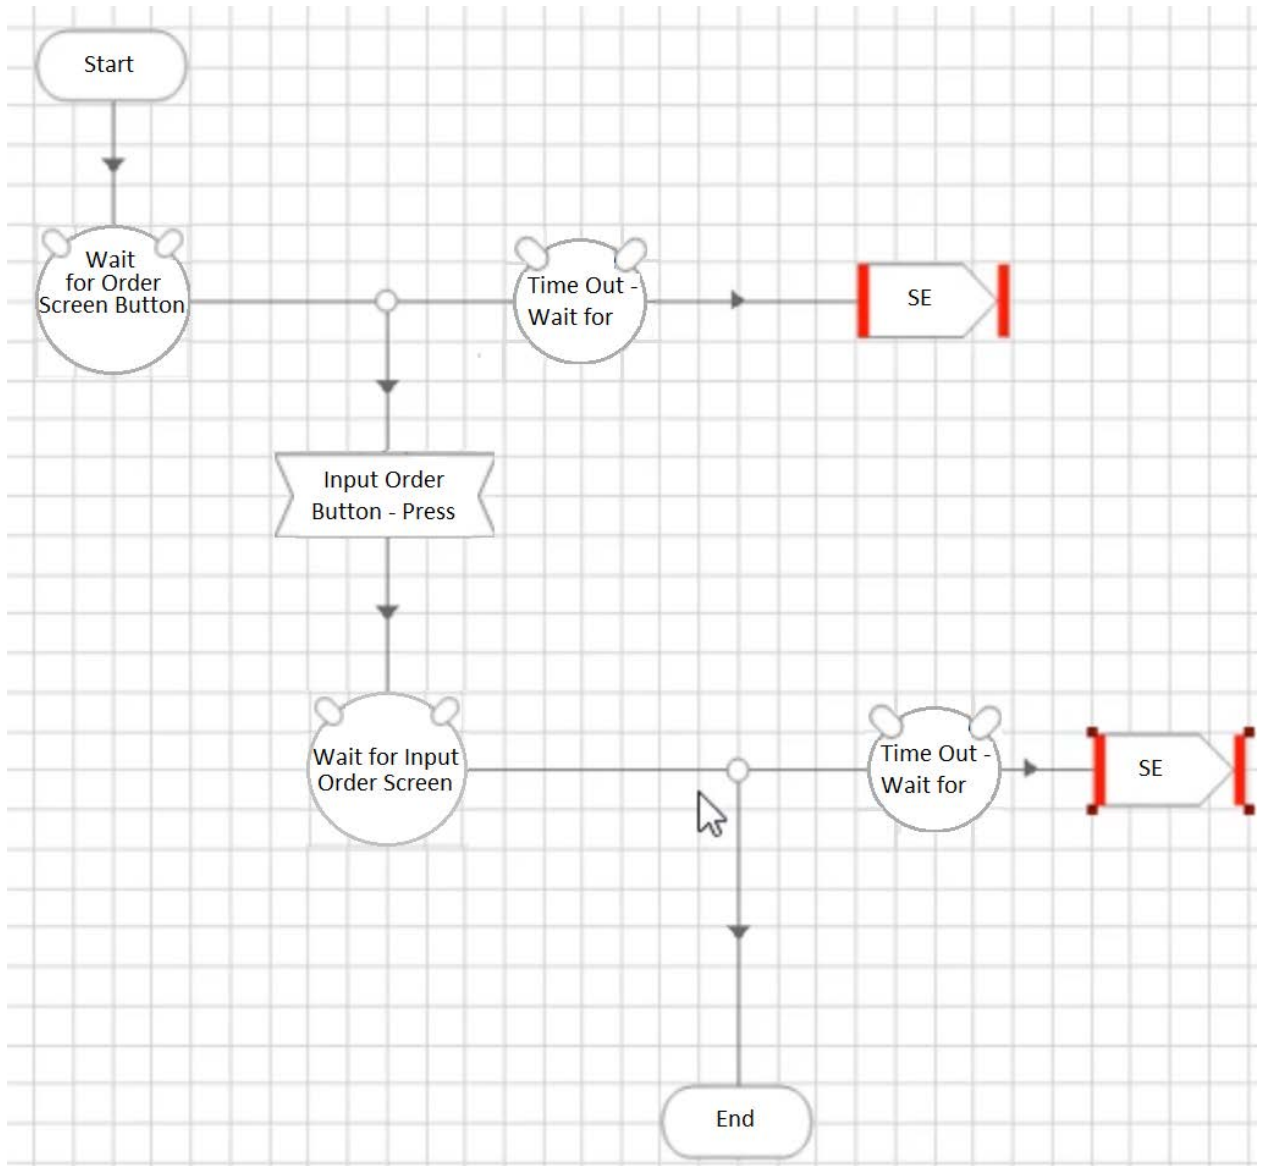 Start
Wait
for Order
Screen Button
Time Out -
Wait for
SE
Input Order
Button - Press
Wait for Input
Order Screen
Time Out -
Wait for
SE
End